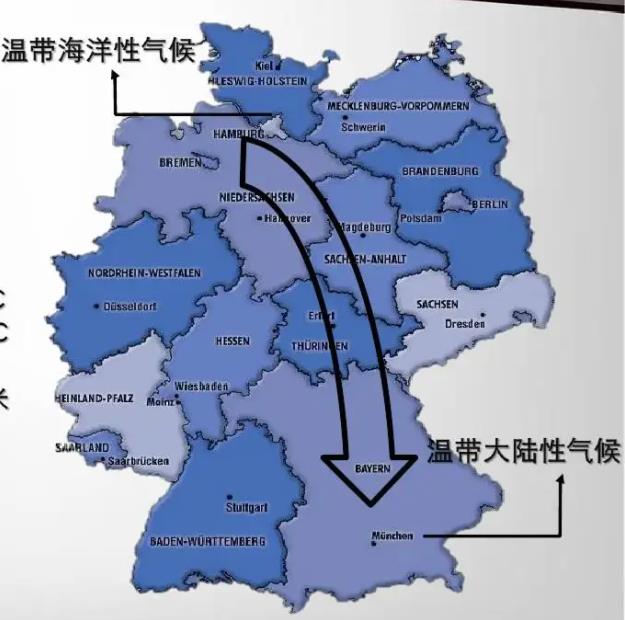 温带海洋性气候
Kiel
HLESWIG-HOLSTEIN
MECKLENBURG-VORPOMMERN
Schwerin
HAMBURG
BREMEN
BRANDENBURG
NIEDERSACHSEN
BERLIN
Hannover
Potsdam
Magdeburg
SACHSEN-ANHALT
NORDRHEIN-WESTFALEN
C
Düsseldorf
SACHSEN
Erfurt
Dresden
C
HESSEN
THÜRINGEN
米
Wiesbaden
HEINLAND-PFALZ
Mainz
SAARLAND
Saarbrücken
温带大陆性气候
BAYERN
Stuttgart
München
BADEN-WÜRTTEMBERG